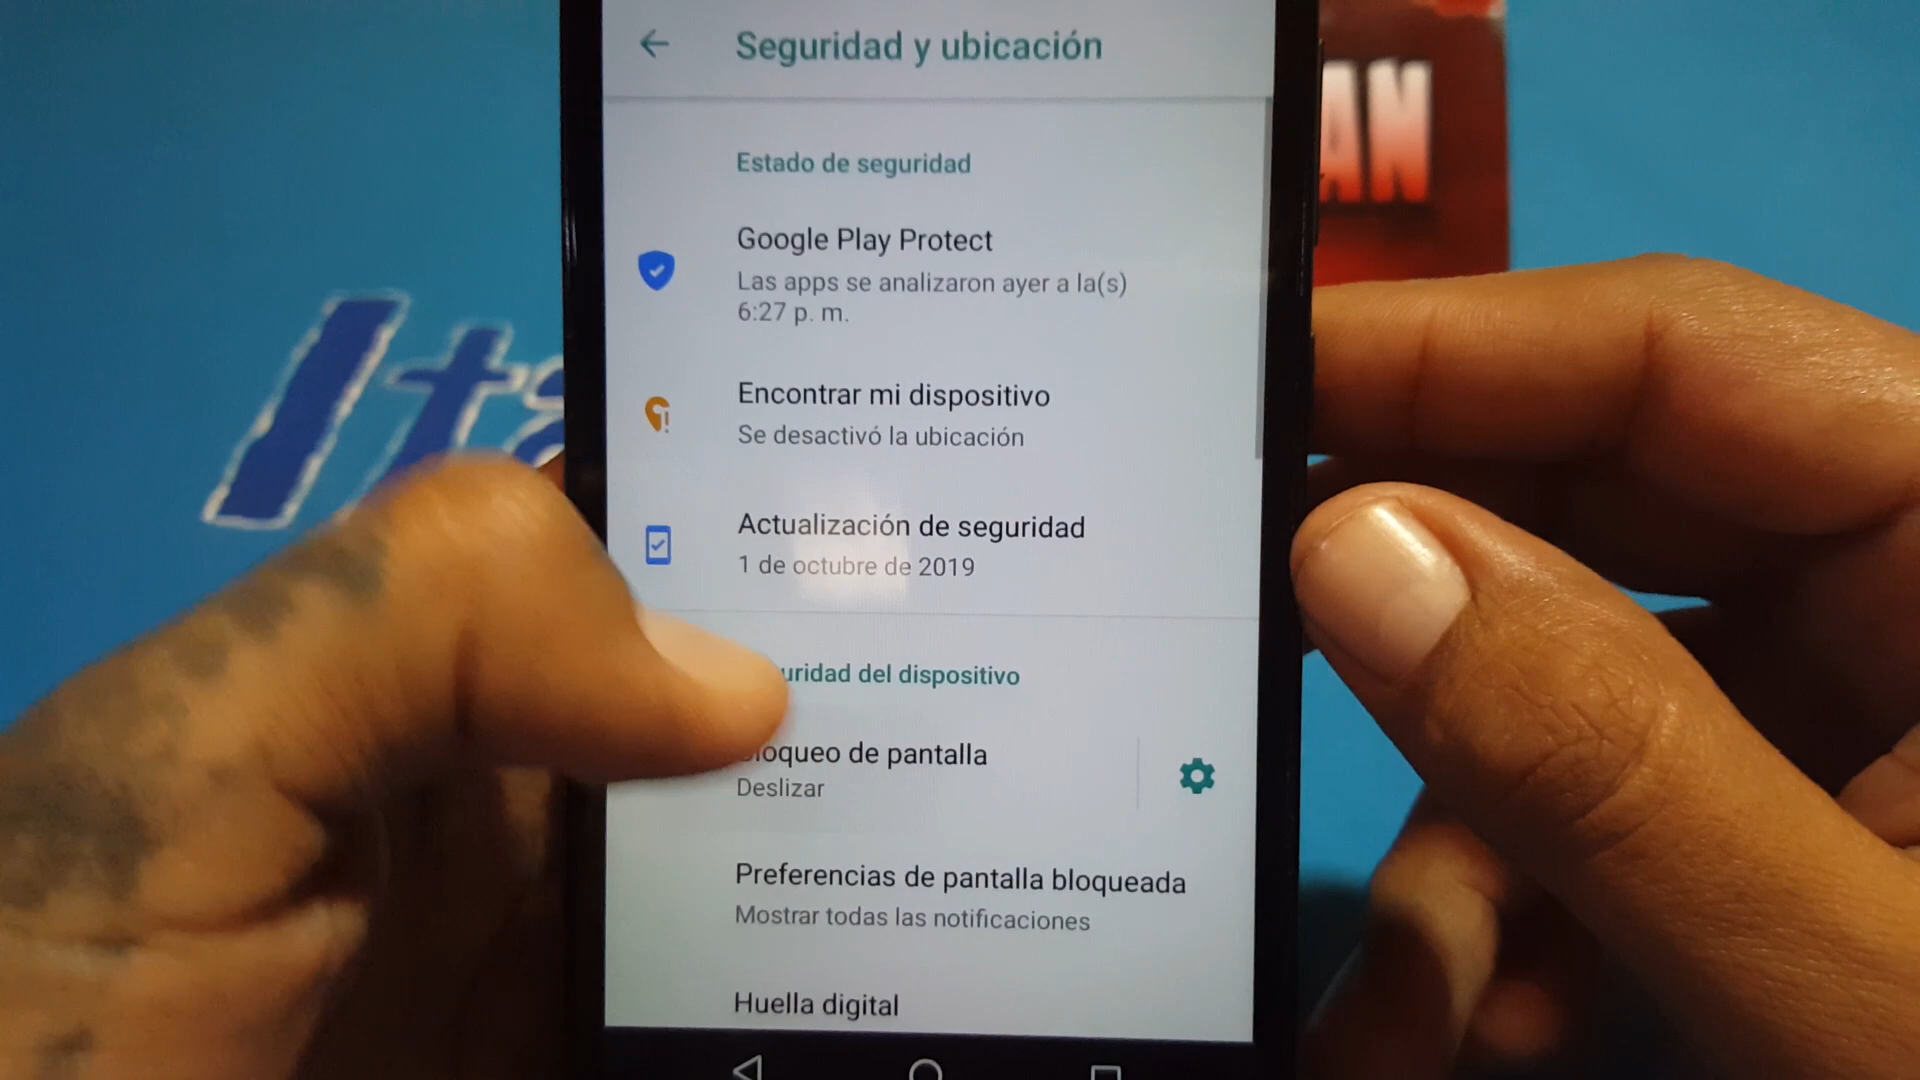 Seguridad y ubicación
Estado de seguridad
Google Play Protect
Las apps se analizaron ayer a la(s)
6:27 p. m.
Encontrar mi dispositivo
Se desactivó la ubicación
Actualización de seguridad
1 de octubre de 2019
uridad del dispositivo
loqueo de pantalla
Deslizar
Preferencias de pantalla bloqueada
Mostrar todas las notificaciones
Huella digital
Ita
AN